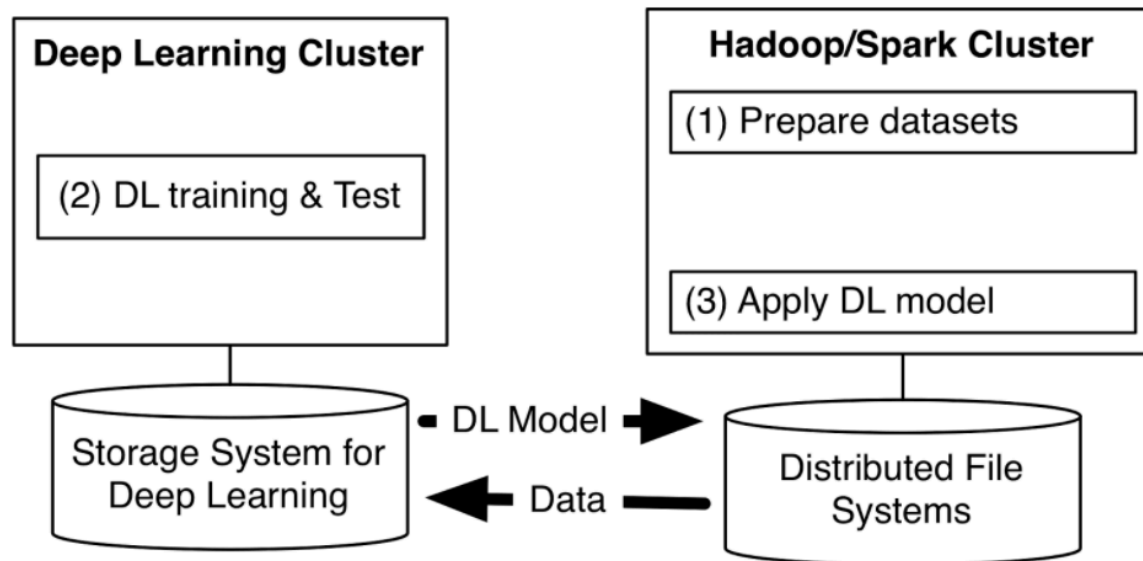 Deep Learning Cluster
(2) DL training & Test
Storage System for
Deep Learning
Hadoop/Spark Cluster
(1) Prepare datasets
(3) Apply DL model
DL Model
Data
Distributed File
Systems